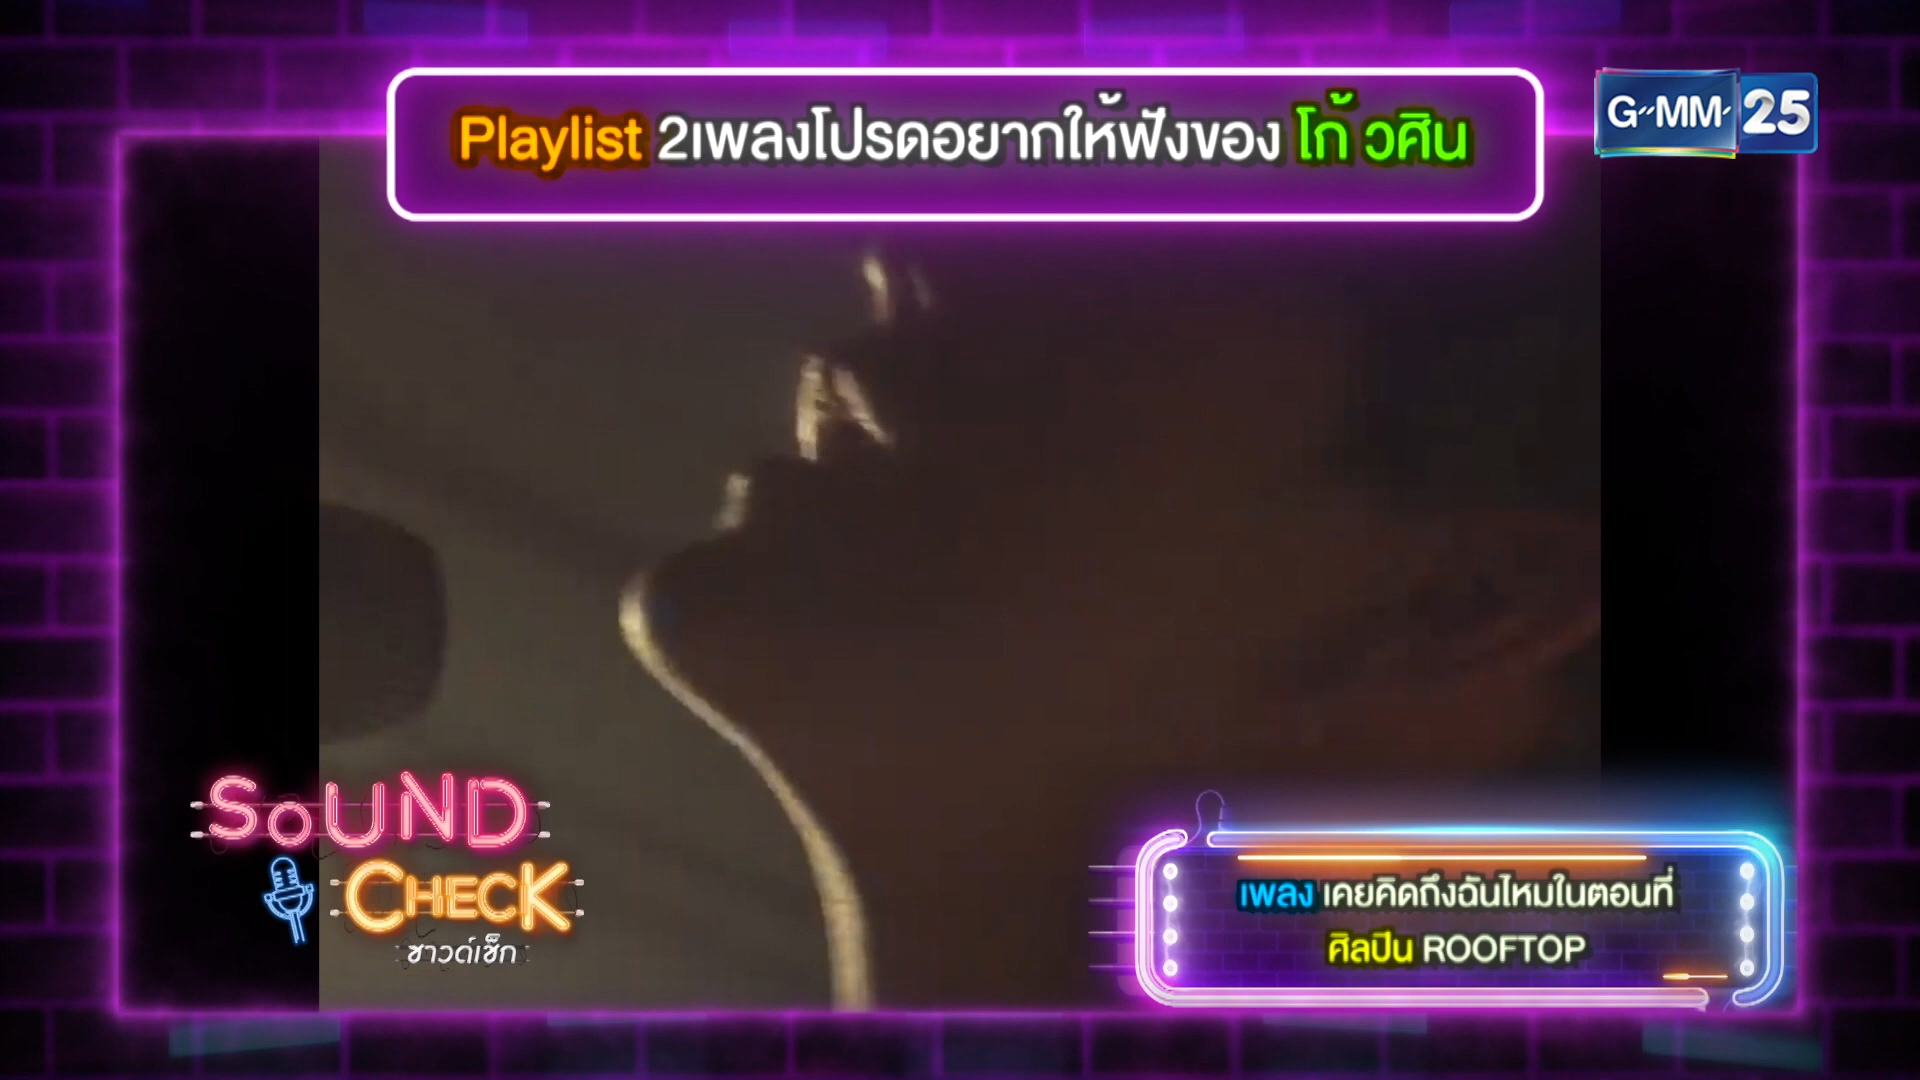 Playlist 2เพลงโปรดอยากให้ฟังของ โก้ วศิน
GMM 25
SOUND
CHECK
ซาวด์เช็ก
เพลง เคยคิดถึงฉันไหมในตอนที่
ศิลปิน ROOFTOP